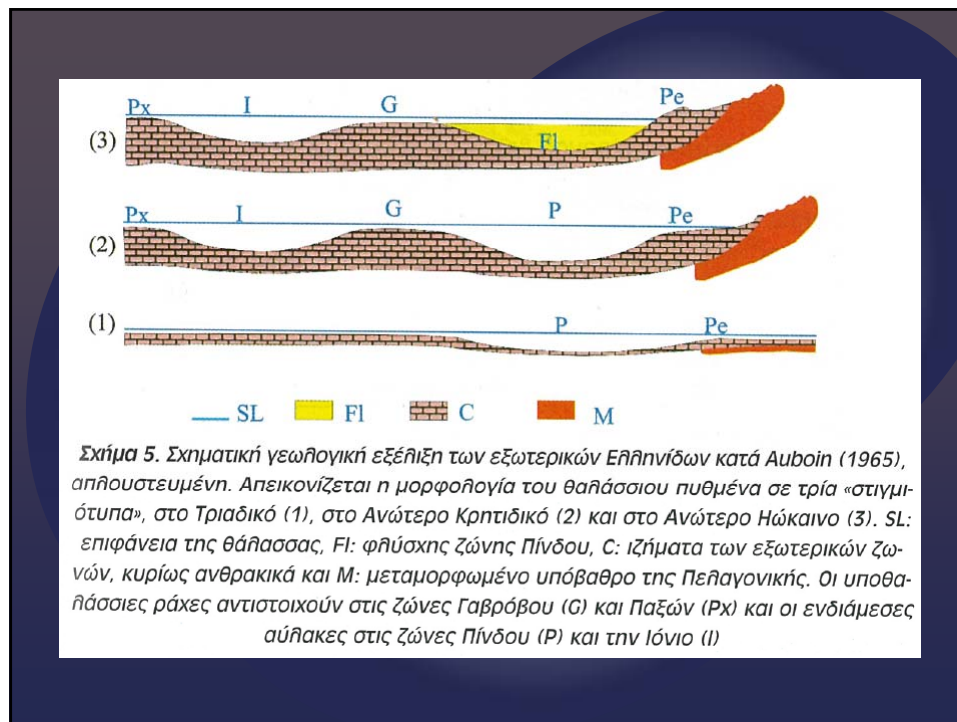 Px I G Pe
(3) Fl
Px I G P Pe
(2)
(1) P Pe
SL Fl C M
Σχήμα 5. Σχηματική γεωλογική εξέλιξη των εξωτερικών Ελληνίδων κατά Auboin (1965),
απλουστευμένη. Απεικονίζεται η μορφολογία του θαλάσσιου πυθμένα σε τρία «στιγμι-
ότυπα», στο Τριαδικό (1), στο Ανώτερο Κρητιδικό (2) και στο Ανώτερο Ηώκαινο (3). SL:
επιφάνεια της θάλασσας, Fl: φλύσχης ζώνης Πίνδου, C: ιζήματα των εξωτερικών ζω-
νών, κυρίως ανθρακικά και M: μεταμορφωμένο υπόβαθρο της Πελαγονικής. Οι υποθα-
λάσσιες ράχες αντιστοιχούν στις ζώνες Γαβρόβου (G) και Παξών (Px) και οι ενδιάμεσες
αύλακες στις ζώνες Πίνδου (P) και την Ιόνιο (I)